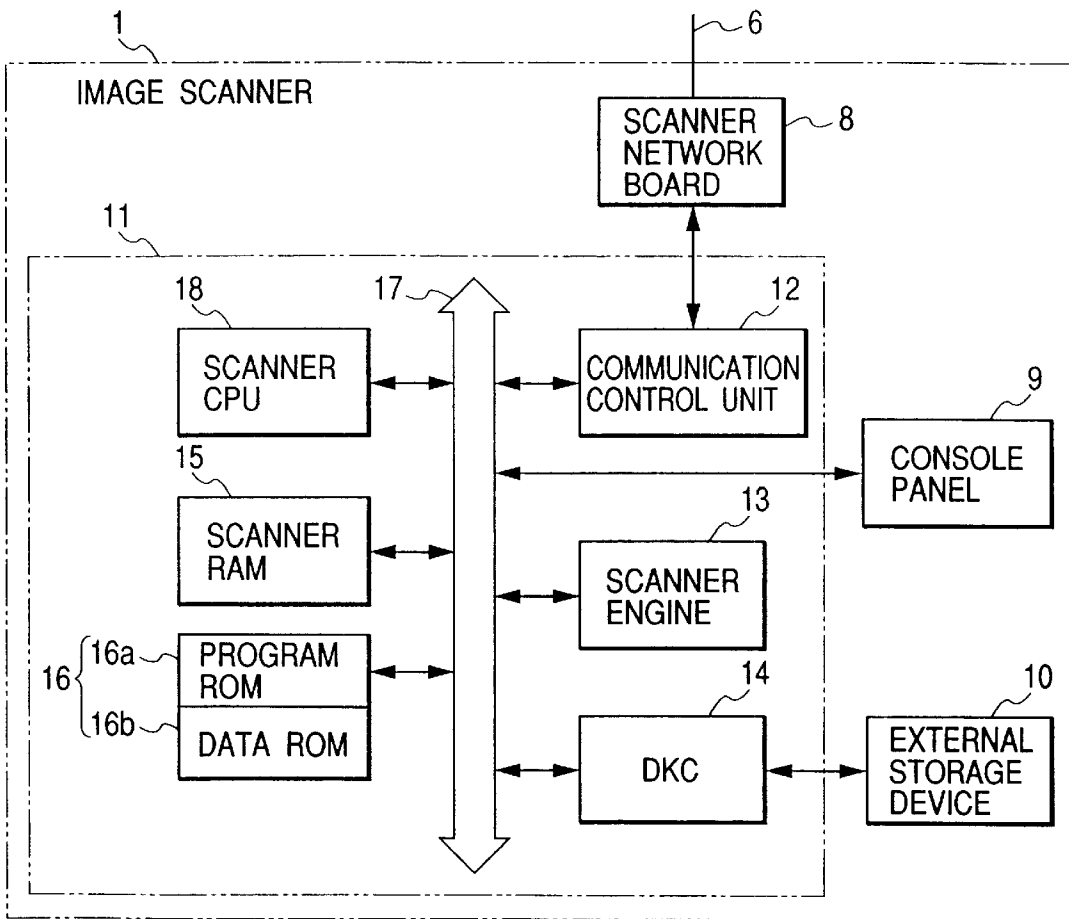 1
6
IMAGE SCANNER
SCANNER
NETWORK
BOARD
8
11
18
17
12
SCANNER
CPU
COMMUNICATION
CONTROL UNIT
9
CONSOLE
PANEL
15
SCANNER
RAM
13
SCANNER
ENGINE
16
16a
PROGRAM
ROM
16b
DATA ROM
14
DKC
10
EXTERNAL
STORAGE
DEVICE